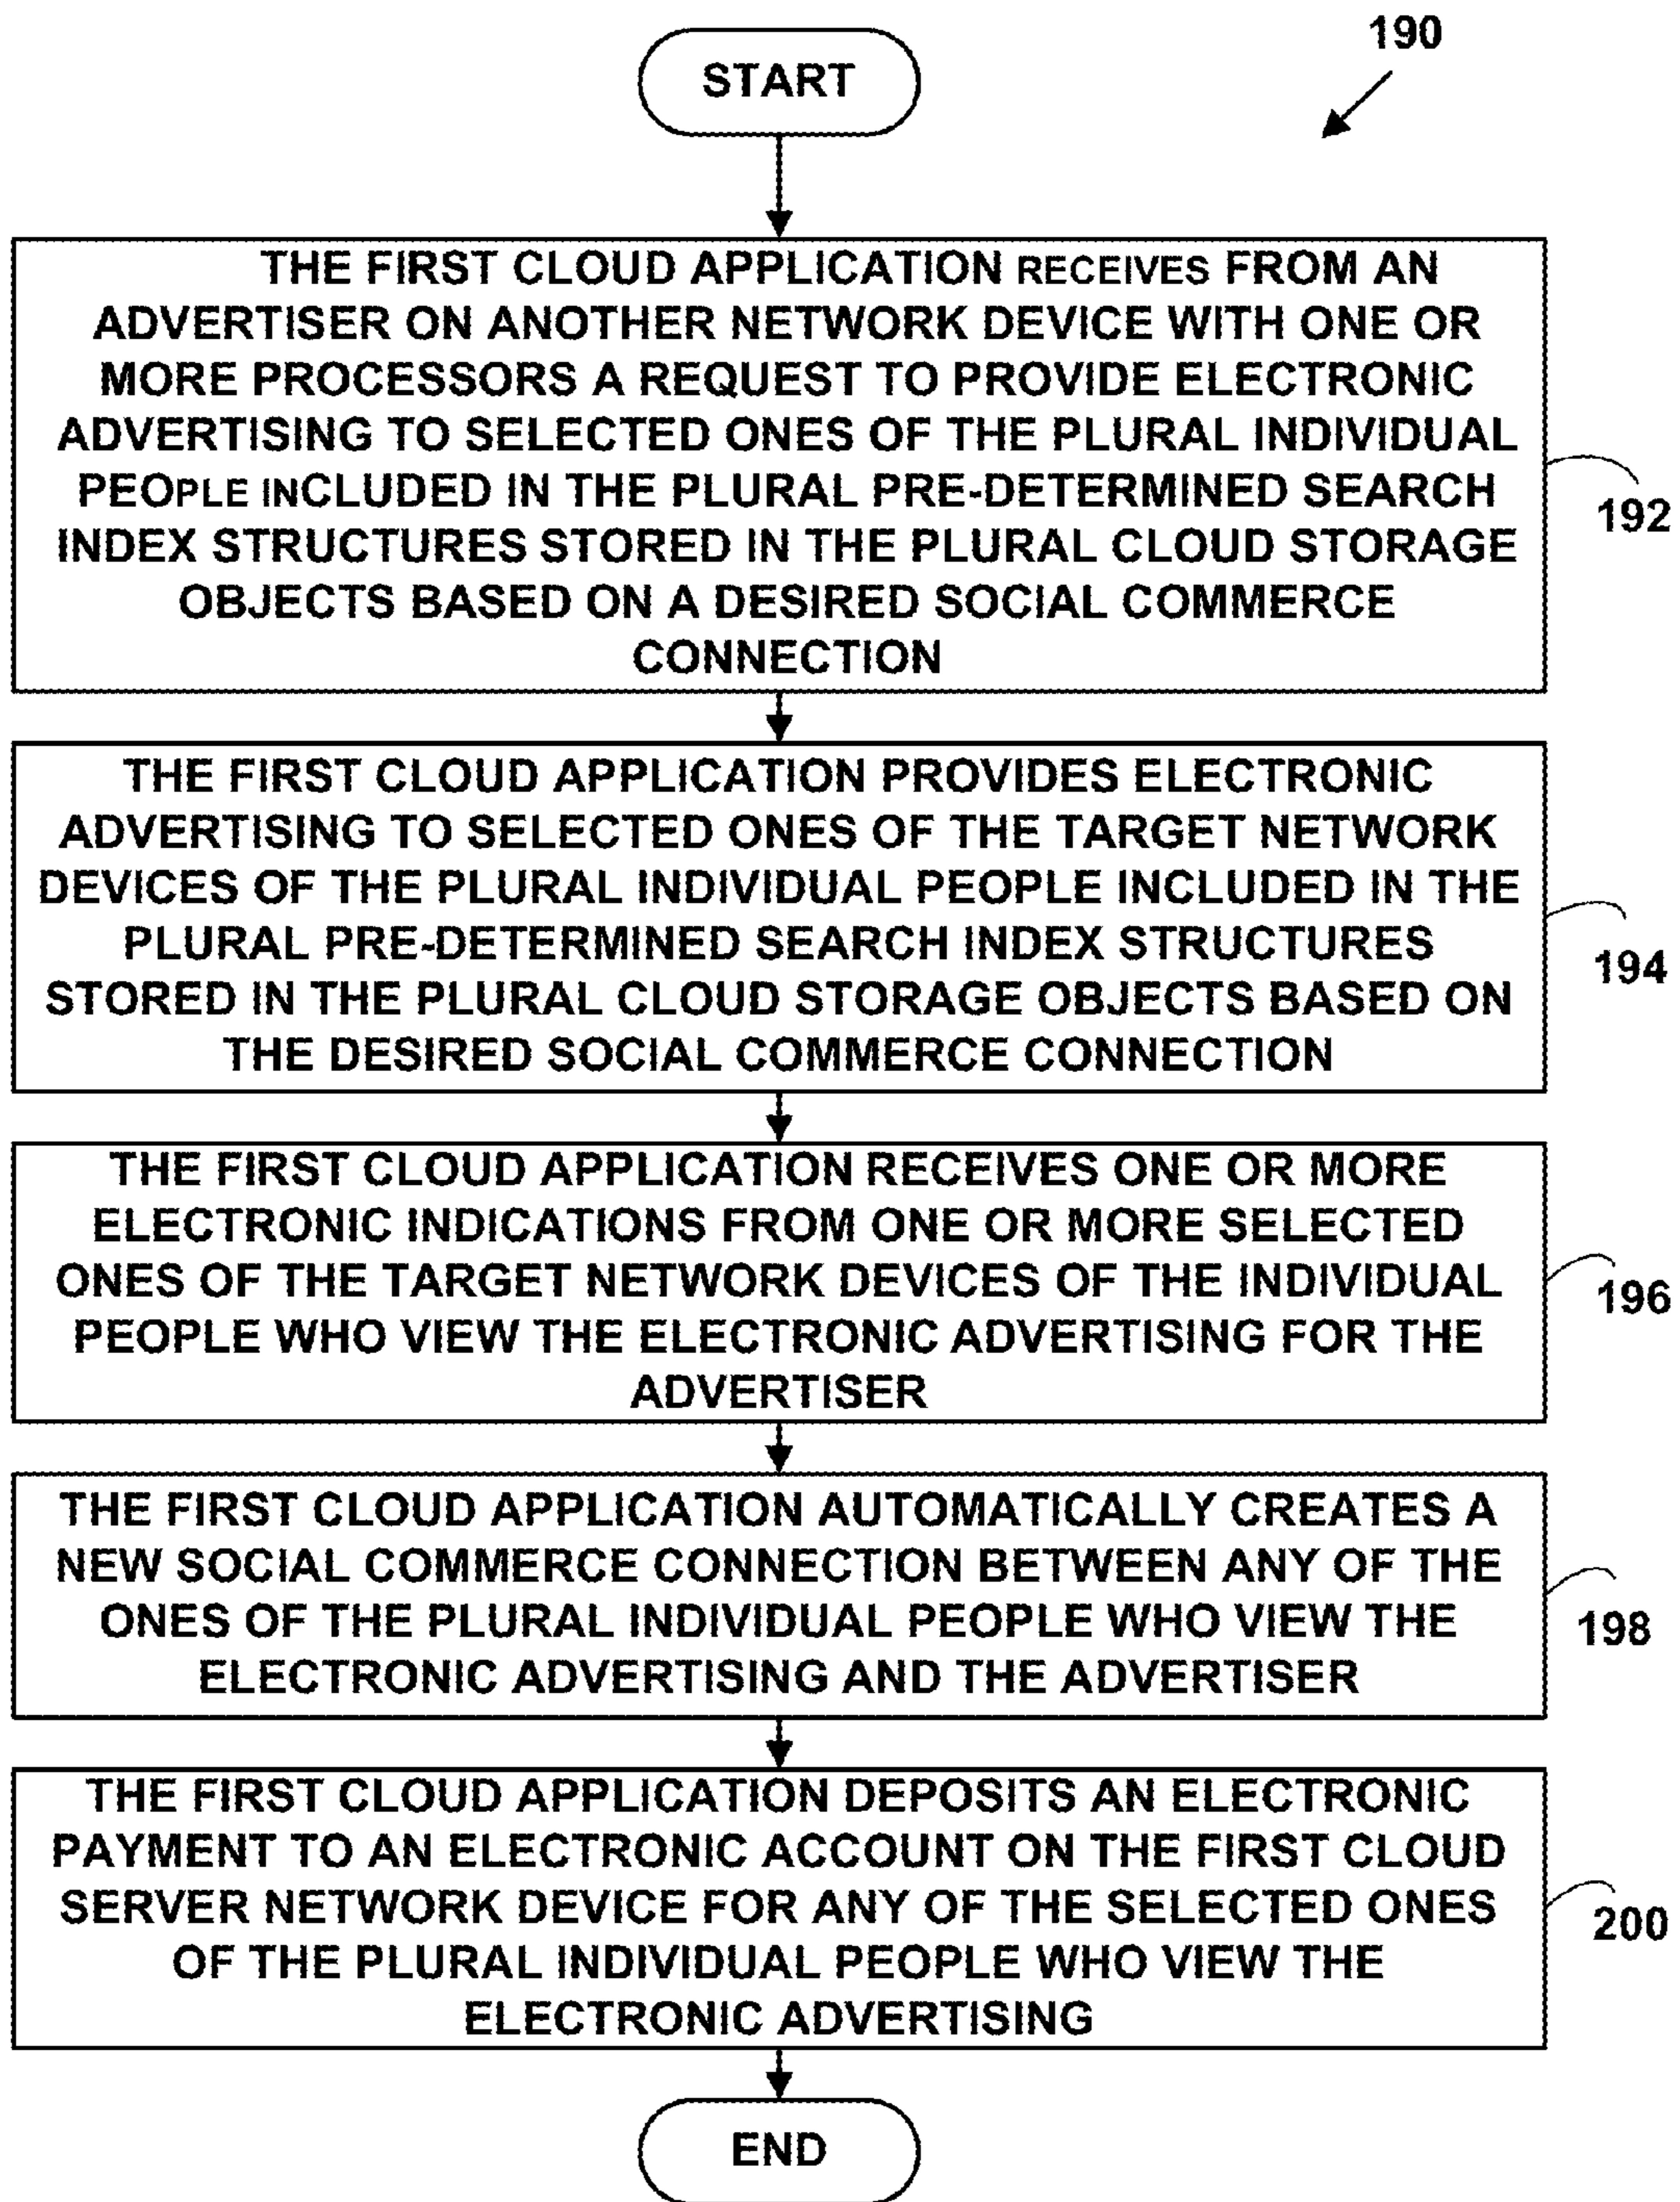 190
START
THE FIRST CLOUD APPLICATION RECEIVES FROM AN
ADVERTISER ON ANOTHER NETWORK DEVICE WITH ONE OR
MORE PROCESSORS A REQUEST TO PROVIDE ELECTRONIC
ADVERTISING TO SELECTED ONES OF THE PLURAL INDIVIDUAL
PEOPLE INCLUDED IN THE PLURAL PRE-DETERMINED SEARCH
INDEX STRUCTURES STORED IN THE PLURAL CLOUD STORAGE
OBJECTS BASED ON A DESIRED SOCIAL COMMERCE
CONNECTION
192
THE FIRST CLOUD APPLICATION PROVIDES ELECTRONIC
ADVERTISING TO SELECTED ONES OF THE TARGET NETWORK
DEVICES OF THE PLURAL INDIVIDUAL PEOPLE INCLUDED IN THE
PLURAL PRE-DETERMINED SEARCH INDEX STRUCTURES
STORED IN THE PLURAL CLOUD STORAGE OBJECTS BASED ON
THE DESIRED SOCIAL COMMERCE CONNECTION
194
THE FIRST CLOUD APPLICATION RECEIVES ONE OR MORE
ELECTRONIC INDICATIONS FROM ONE OR MORE SELECTED
ONES OF THE TARGET NETWORK DEVICES OF THE INDIVIDUAL
PEOPLE WHO VIEW THE ELECTRONIC ADVERTISING FOR THE
ADVERTISER
196
THE FIRST CLOUD APPLICATION AUTOMATICALLY CREATES A
NEW SOCIAL COMMERCE CONNECTION BETWEEN ANY OF THE
ONES OF THE PLURAL INDIVIDUAL PEOPLE WHO VIEW THE
ELECTRONIC ADVERTISING AND THE ADVERTISER
198
THE FIRST CLOUD APPLICATION DEPOSITS AN ELECTRONIC
PAYMENT TO AN ELECTRONIC ACCOUNT ON THE FIRST CLOUD
SERVER NETWORK DEVICE FOR ANY OF THE SELECTED ONES
OF THE PLURAL INDIVIDUAL PEOPLE WHO VIEW THE
ELECTRONIC ADVERTISING
200
END